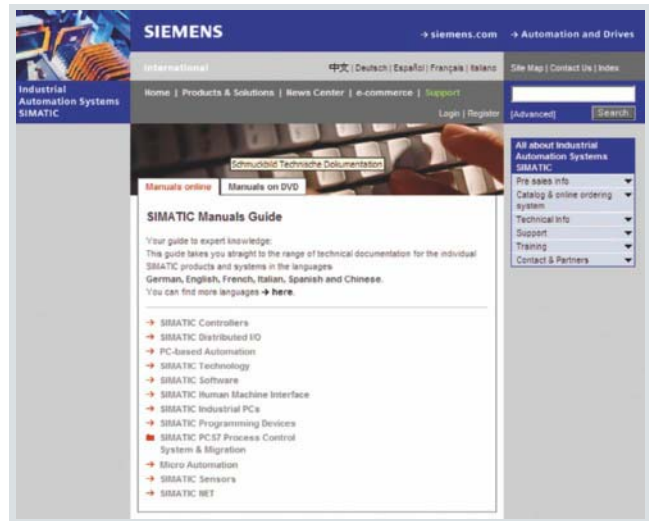 SIEMENS
→ siemens.com
→ Automation and Drives
International
中文 | Deutsch | Español | Français | Italiano
Site Map | Contact Us | Index
Industrial
Automation Systems
SIMATIC
Home | Products & Solutions | News Center | e-commerce | Support
Login | Register
[Advanced]
Search
Schmuckbild Technische Dokumentation
Manuals online
Manuals on DVD
All about Industrial
Automation Systems
SIMATIC
Pre sales info
Catalog & online ordering
system
Technical info
Support
Training
Contact & Partners
SIMATIC Manuals Guide
Your guide to expert knowledge:
This guide takes you straight to the range of technical documentation for the individual
SIMATIC products and systems in the languages
German, English, French, Italian, Spanish and Chinese.
You can find more languages → here.
→ SIMATIC Controllers
→ SIMATIC Distributed I/O
→ PC-based Automation
→ SIMATIC Technology
→ SIMATIC Software
→ SIMATIC Human Machine Interface
→ SIMATIC Industrial PCs
→ SIMATIC Programming Devices
SIMATIC PCS7 Process Control
System & Migration
→ Micro Automation
→ SIMATIC Sensors
→ SIMATIC NET